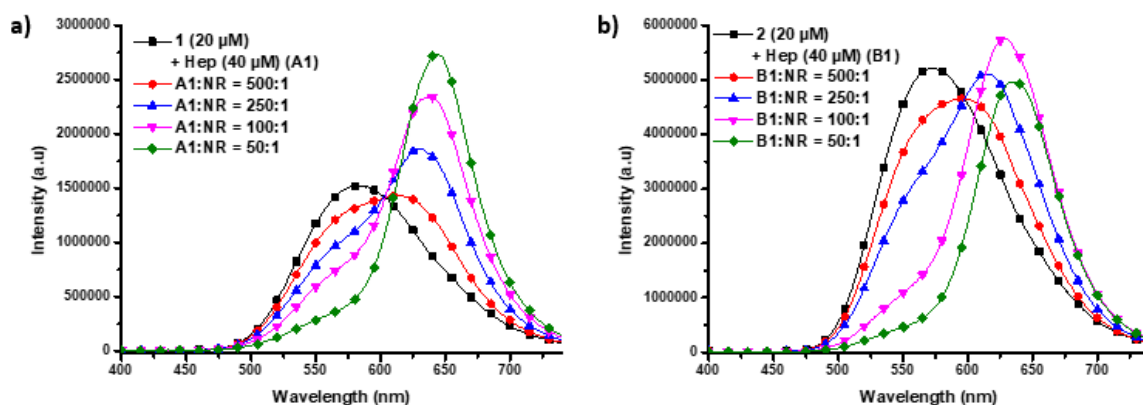 a)
3000000
2500000
2000000
1500000
1000000
500000
0
Intensity (a.u)
1 (20 µM)
+ Hep (40 µM) (A1)
A1:NR = 500:1
A1:NR = 250:1
A1:NR = 100:1
A1:NR = 50:1
400 450 500 550 600 650 700
Wavelength (nm)
b)
6000000
5000000
4000000
3000000
2000000
1000000
0
Intensity (a.u)
2 (20 µM)
+ Hep (40 µM) (B1)
B1:NR = 500:1
B1:NR = 250:1
B1:NR = 100:1
B1:NR = 50:1
400 450 500 550 600 650 700
Wavelength (nm)